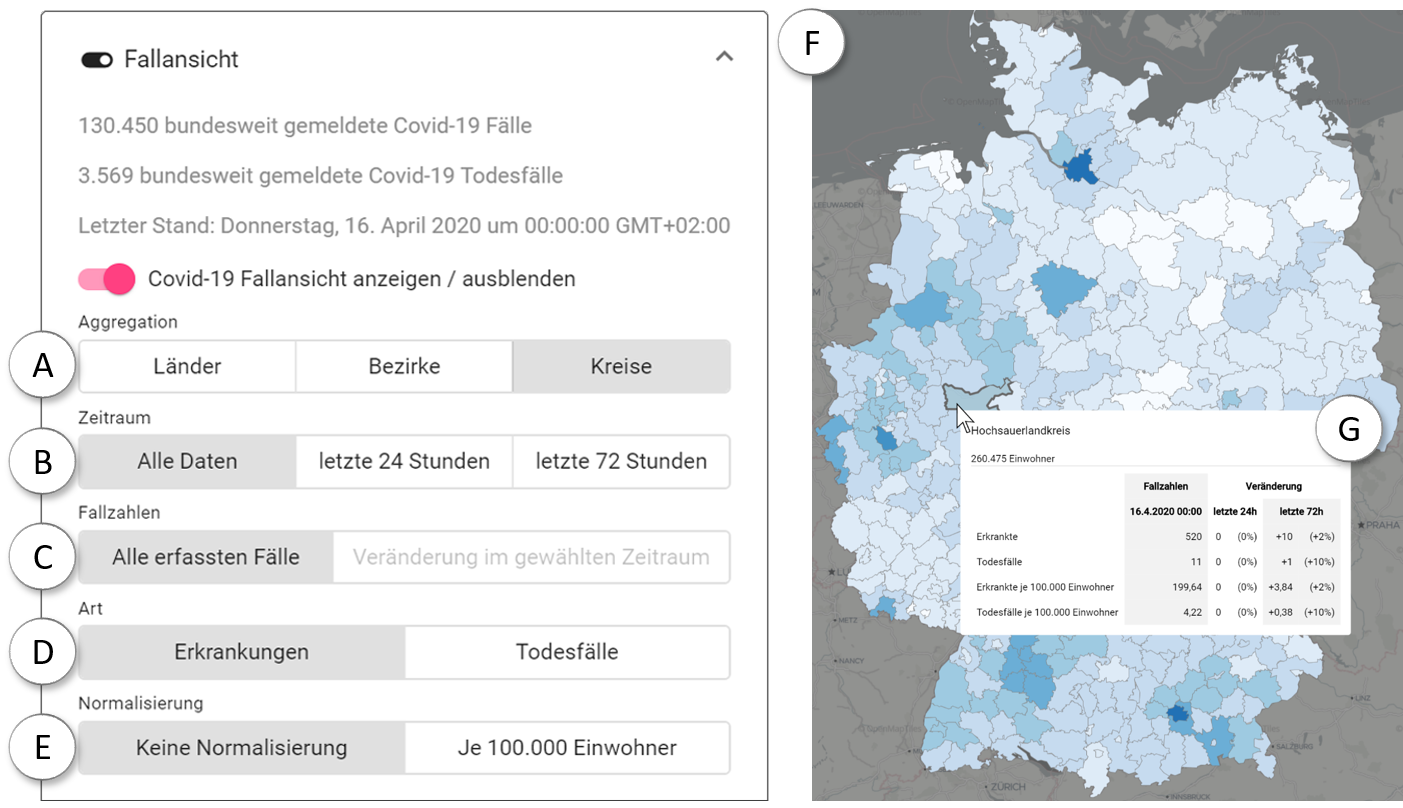 Fallansicht
130.450 bundesweit gemeldete Covid-19 Fälle
3.569 bundesweit gemeldete Covid-19 Todesfälle
Letzter Stand: Donnerstag, 16. April 2020 um 00:00:00 GMT+02:00
Covid-19 Fallansicht anzeigen / ausblenden
Aggregation
A Länder Bezirke Kreise
Zeitraum
B Alle Daten letzte 24 Stunden letzte 72 Stunden
Fallzahlen
C Alle erfassten Fälle Veränderung im gewählten Zeitraum
Art
D Erkrankungen Todesfälle
Normalisierung
E Keine Normalisierung Je 100.000 Einwohner
F
LEEUWARDEN
G
Hochsauerlandkreis
260.475 Einwohner
Fallzahlen Veränderung
16.4.2020 00:00 letzte 24h letzte 72h
Erkrankte 520 0 (0%) +10 (+2%)
Todesfälle 11 0 (0%) +1 (+10%)
Erkrankte je 100.000 Einwohner 199,64 0 (0%) +3,84 (+2%)
Todesfälle je 100.000 Einwohner 4,22 0 (0%) +0,38 (+10%)
PRAHA
METZ
NANCY
LINZ
SALZBURG
ZÜRICH
INNSBRUCK